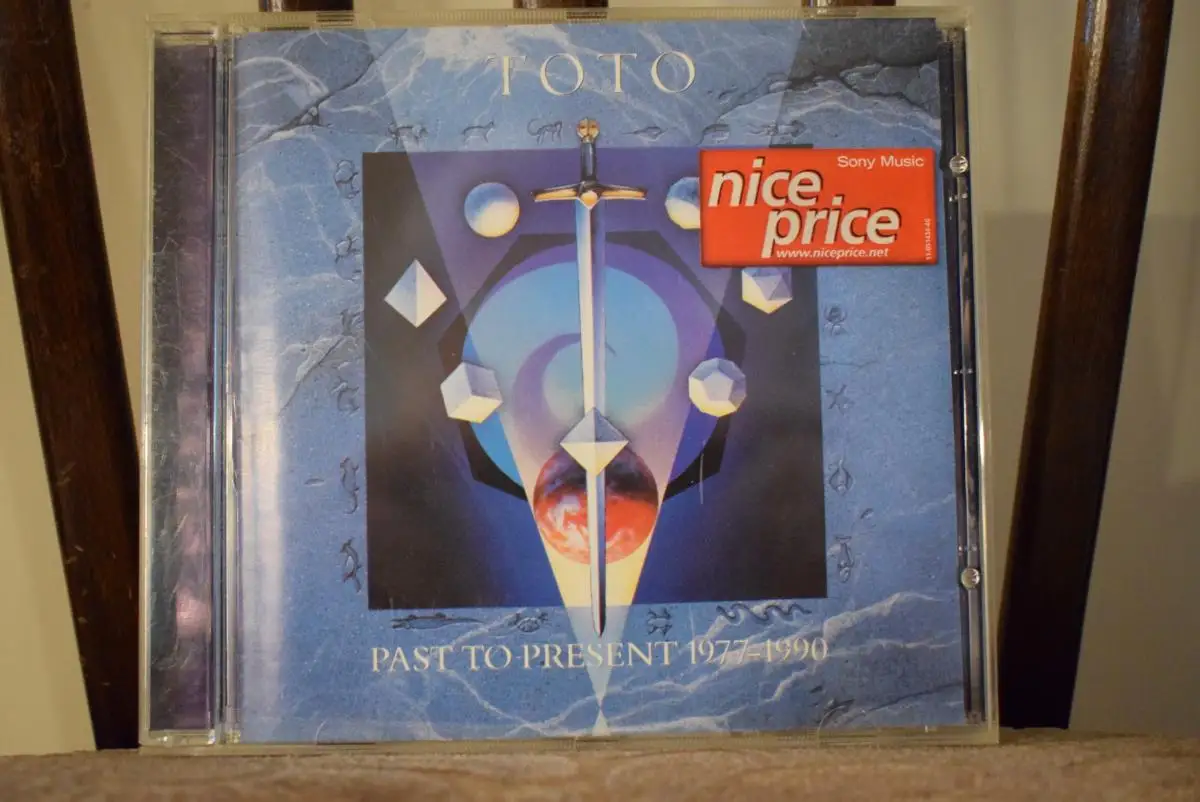 TOTO
Sony Music
nice
price
www.niceprice.net
PAST TO PRESENT 1977-1990